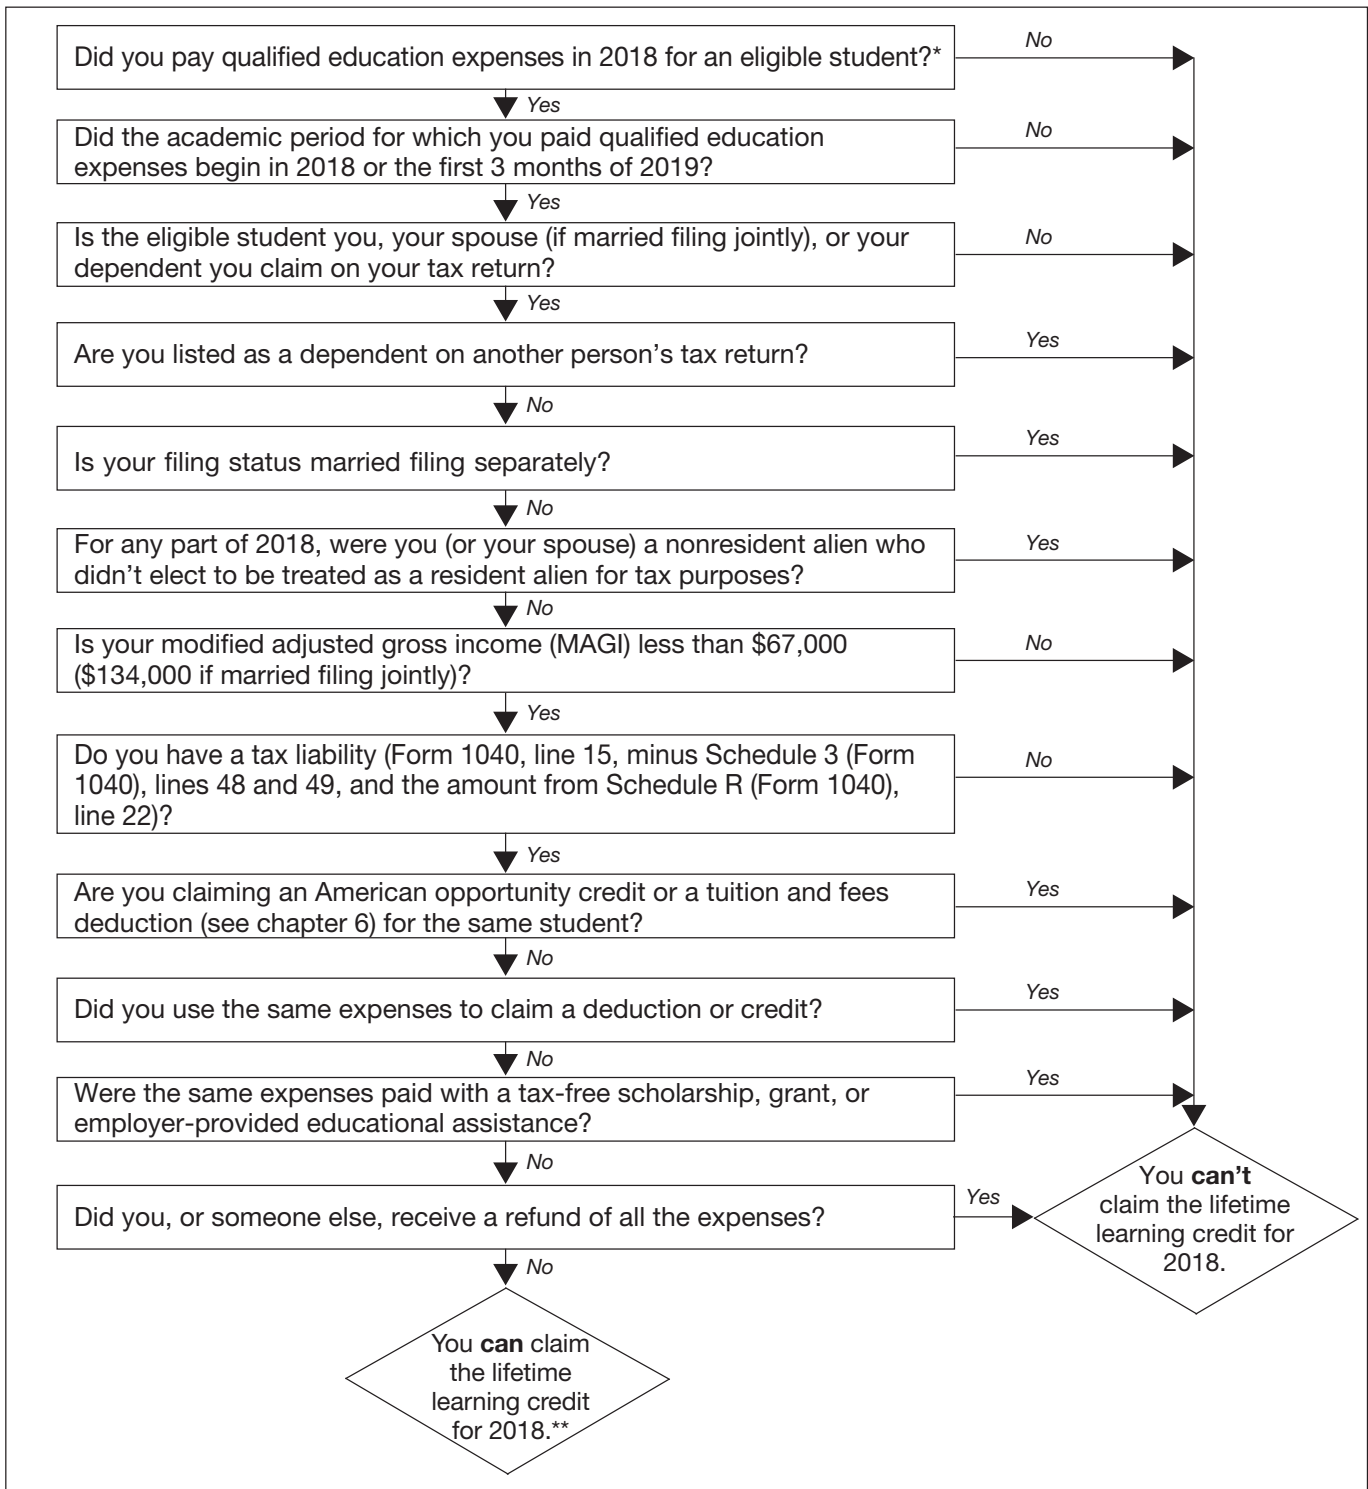 Did you pay qualified education expenses in 2018 for an eligible student?*
No
Yes
Did the academic period for which you paid qualified education
expenses begin in 2018 or the first 3 months of 2019?
No
Yes
Is the eligible student you, your spouse (if married filing jointly), or your
dependent you claim on your tax return?
No
Yes
Are you listed as a dependent on another person's tax return?
Yes
No
Is your filing status married filing separately?
Yes
No
For any part of 2018, were you (or your spouse) a nonresident alien who
didn't elect to be treated as a resident alien for tax purposes?
Yes
No
Is your modified adjusted gross income (MAGI) less than $67,000
($134,000 if married filing jointly)?
No
Yes
Do you have a tax liability (Form 1040, line 15, minus Schedule 3 (Form
1040), lines 48 and 49, and the amount from Schedule R (Form 1040),
line 22)?
No
Yes
Are you claiming an American opportunity credit or a tuition and fees
deduction (see chapter 6) for the same student?
Yes
No
Did you use the same expenses to claim a deduction or credit?
Yes
No
Were the same expenses paid with a tax-free scholarship, grant, or
employer-provided educational assistance?
Yes
No
Did you, or someone else, receive a refund of all the expenses?
Yes
You can't
claim the lifetime
learning credit for
2018.
No
You can claim
the lifetime
learning credit
for 2018.**